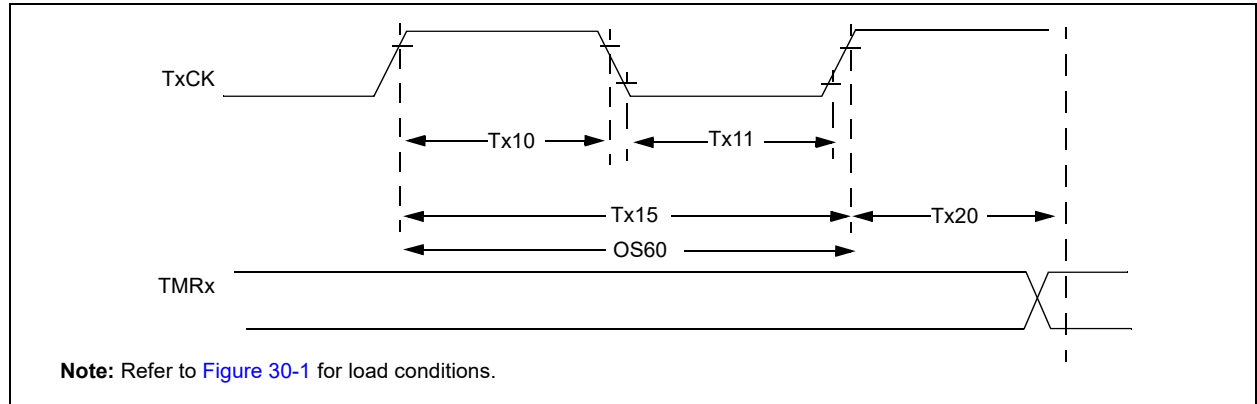 TxCK
Tx10
Tx11
Tx15
Tx20
OS60
TMRx
Note: Refer to Figure 30-1 for load conditions.